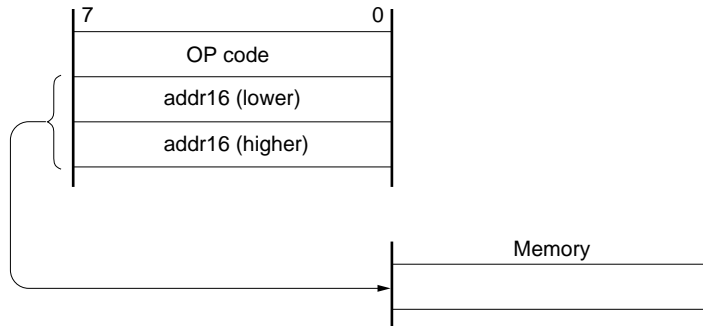 7 0
OP code
addr16 (lower)
addr16 (higher)
Memory